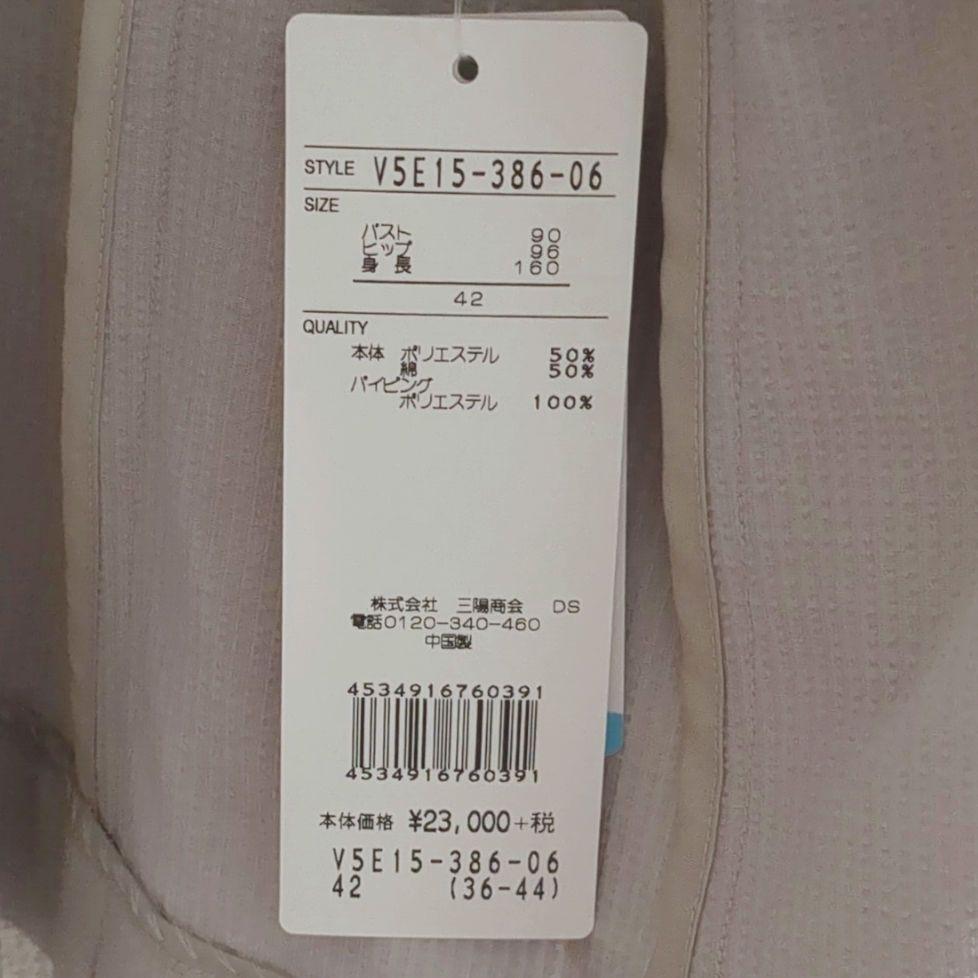 STYLE V5E15-386-06
SIZE
バスト 90
ヒップ 96
身 長 160
42
QUALITY
本体 ポリエステル 50%
綿 50%
パイピング
ポリエステル 100%
株式会社 三陽商会 DS
電話0120-340-460
中国製
4534916760391
4534916760391
本体価格 ¥23,000+税
V5E15-386-06
42 (36-44)